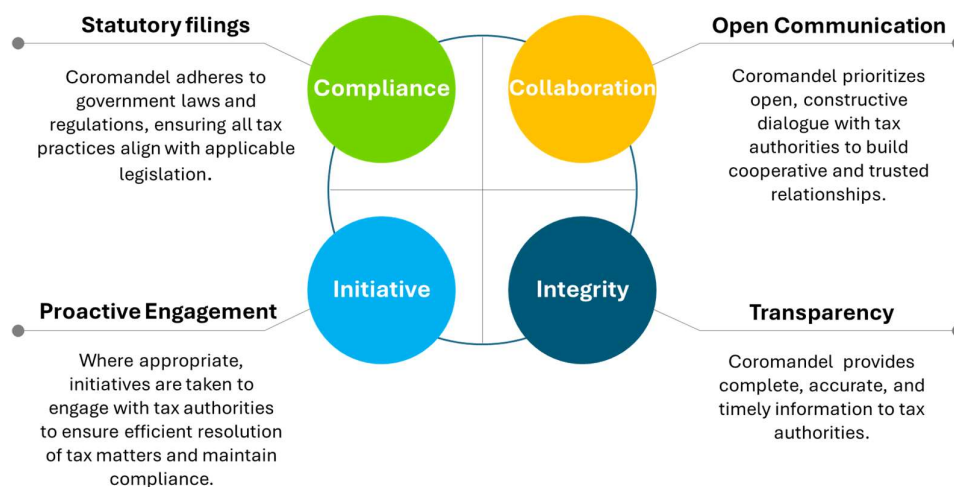 Statutory filings
Coromandel adheres to
government laws and
regulations, ensuring all tax
practices align with applicable
legislation.
Compliance
Collaboration
Open Communication
Coromandel prioritizes
open, constructive
dialogue with tax
authorities to build
cooperative and trusted
relationships.
Proactive Engagement
Where appropriate,
initiatives are taken to
engage with tax authorities
to ensure efficient resolution
of tax matters and maintain
compliance.
Initiative
Integrity
Transparency
Coromandel provides
complete, accurate, and
timely information to tax
authorities.